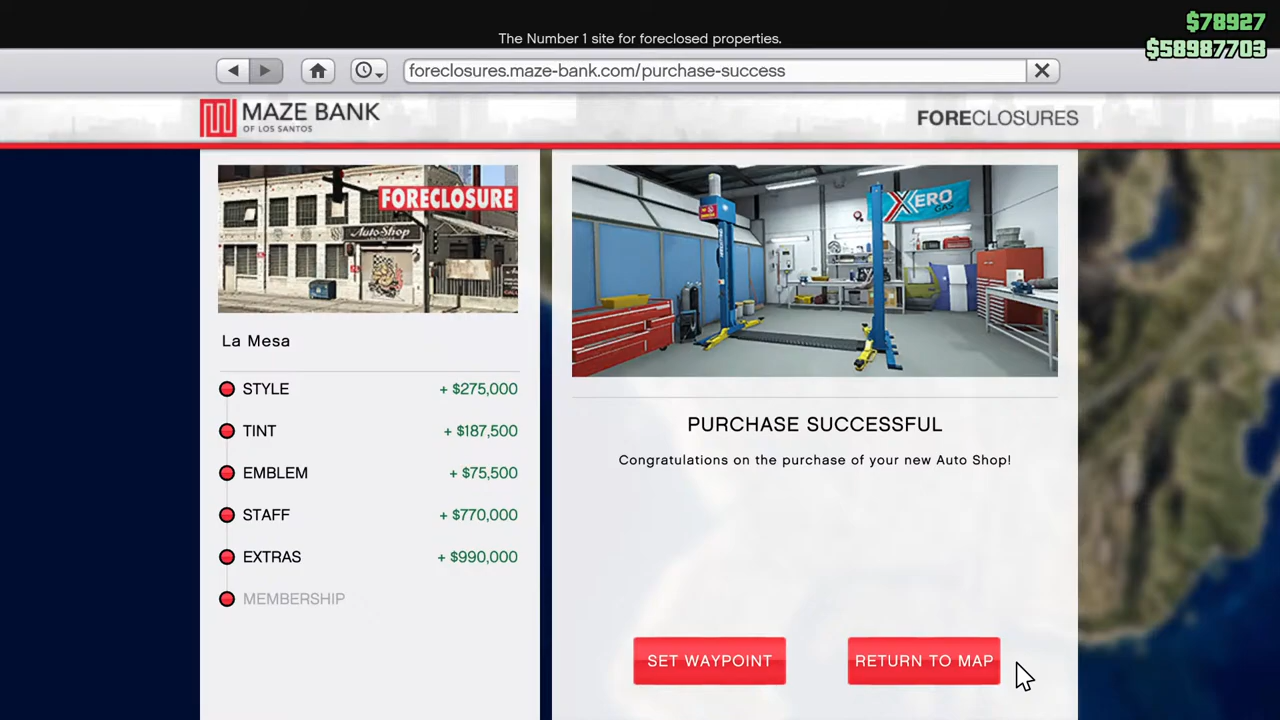 $78927
The Number 1 site for foreclosed properties.
$58987703
foreclosures.maze-bank.com/purchase-success
MAZE BANK
OF LOS SANTOS
FORECLOSURES
FORECLOSURE
Auto Shop
XERO
GAS
La Mesa
STYLE + $275,000
TINT + $187,500
EMBLEM + $75,500
STAFF + $770,000
EXTRAS + $990,000
MEMBERSHIP
PURCHASE SUCCESSFUL
Congratulations on the purchase of your new Auto Shop!
SET WAYPOINT
RETURN TO MAP